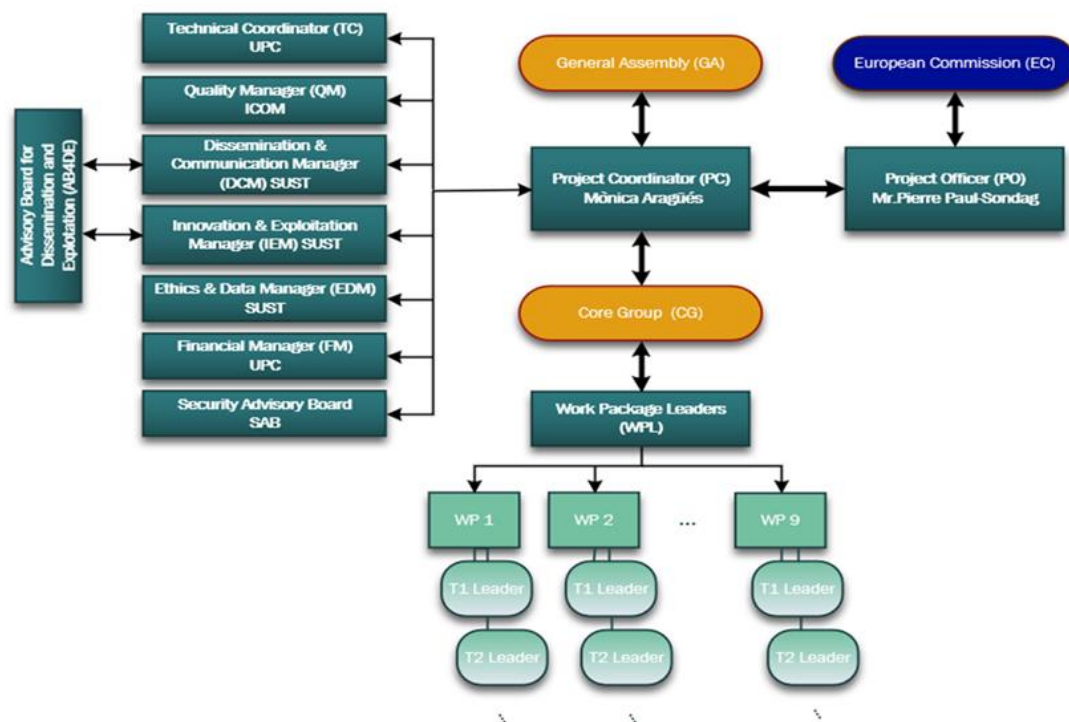 Technical Coordinator (TC)
UPC
Quality Manager (QM)
ICOM
Dissemination &
Communication Manager
(DCM) SUST
Innovation & Exploitation
Manager (IEM) SUST
Ethics & Data Manager (EDM)
SUST
Financial Manager (FM)
UPC
Security Advisory Board
SAB
Advisory Board for
Dissemination and
Explotation (AB4DE)
General Assembly (GA)
European Commission (EC)
Project Coordinator (PC)
Mònica Aragüés
Project Officer (PO)
Mr.Pierre Paul-Sondag
Core Group (CG)
Work Package Leaders
(WPL)
WP 1
WP 2
...
WP 9
T1 Leader
T1 Leader
T1 Leader
T2 Leader
T2 Leader
T2 Leader
...
...
...